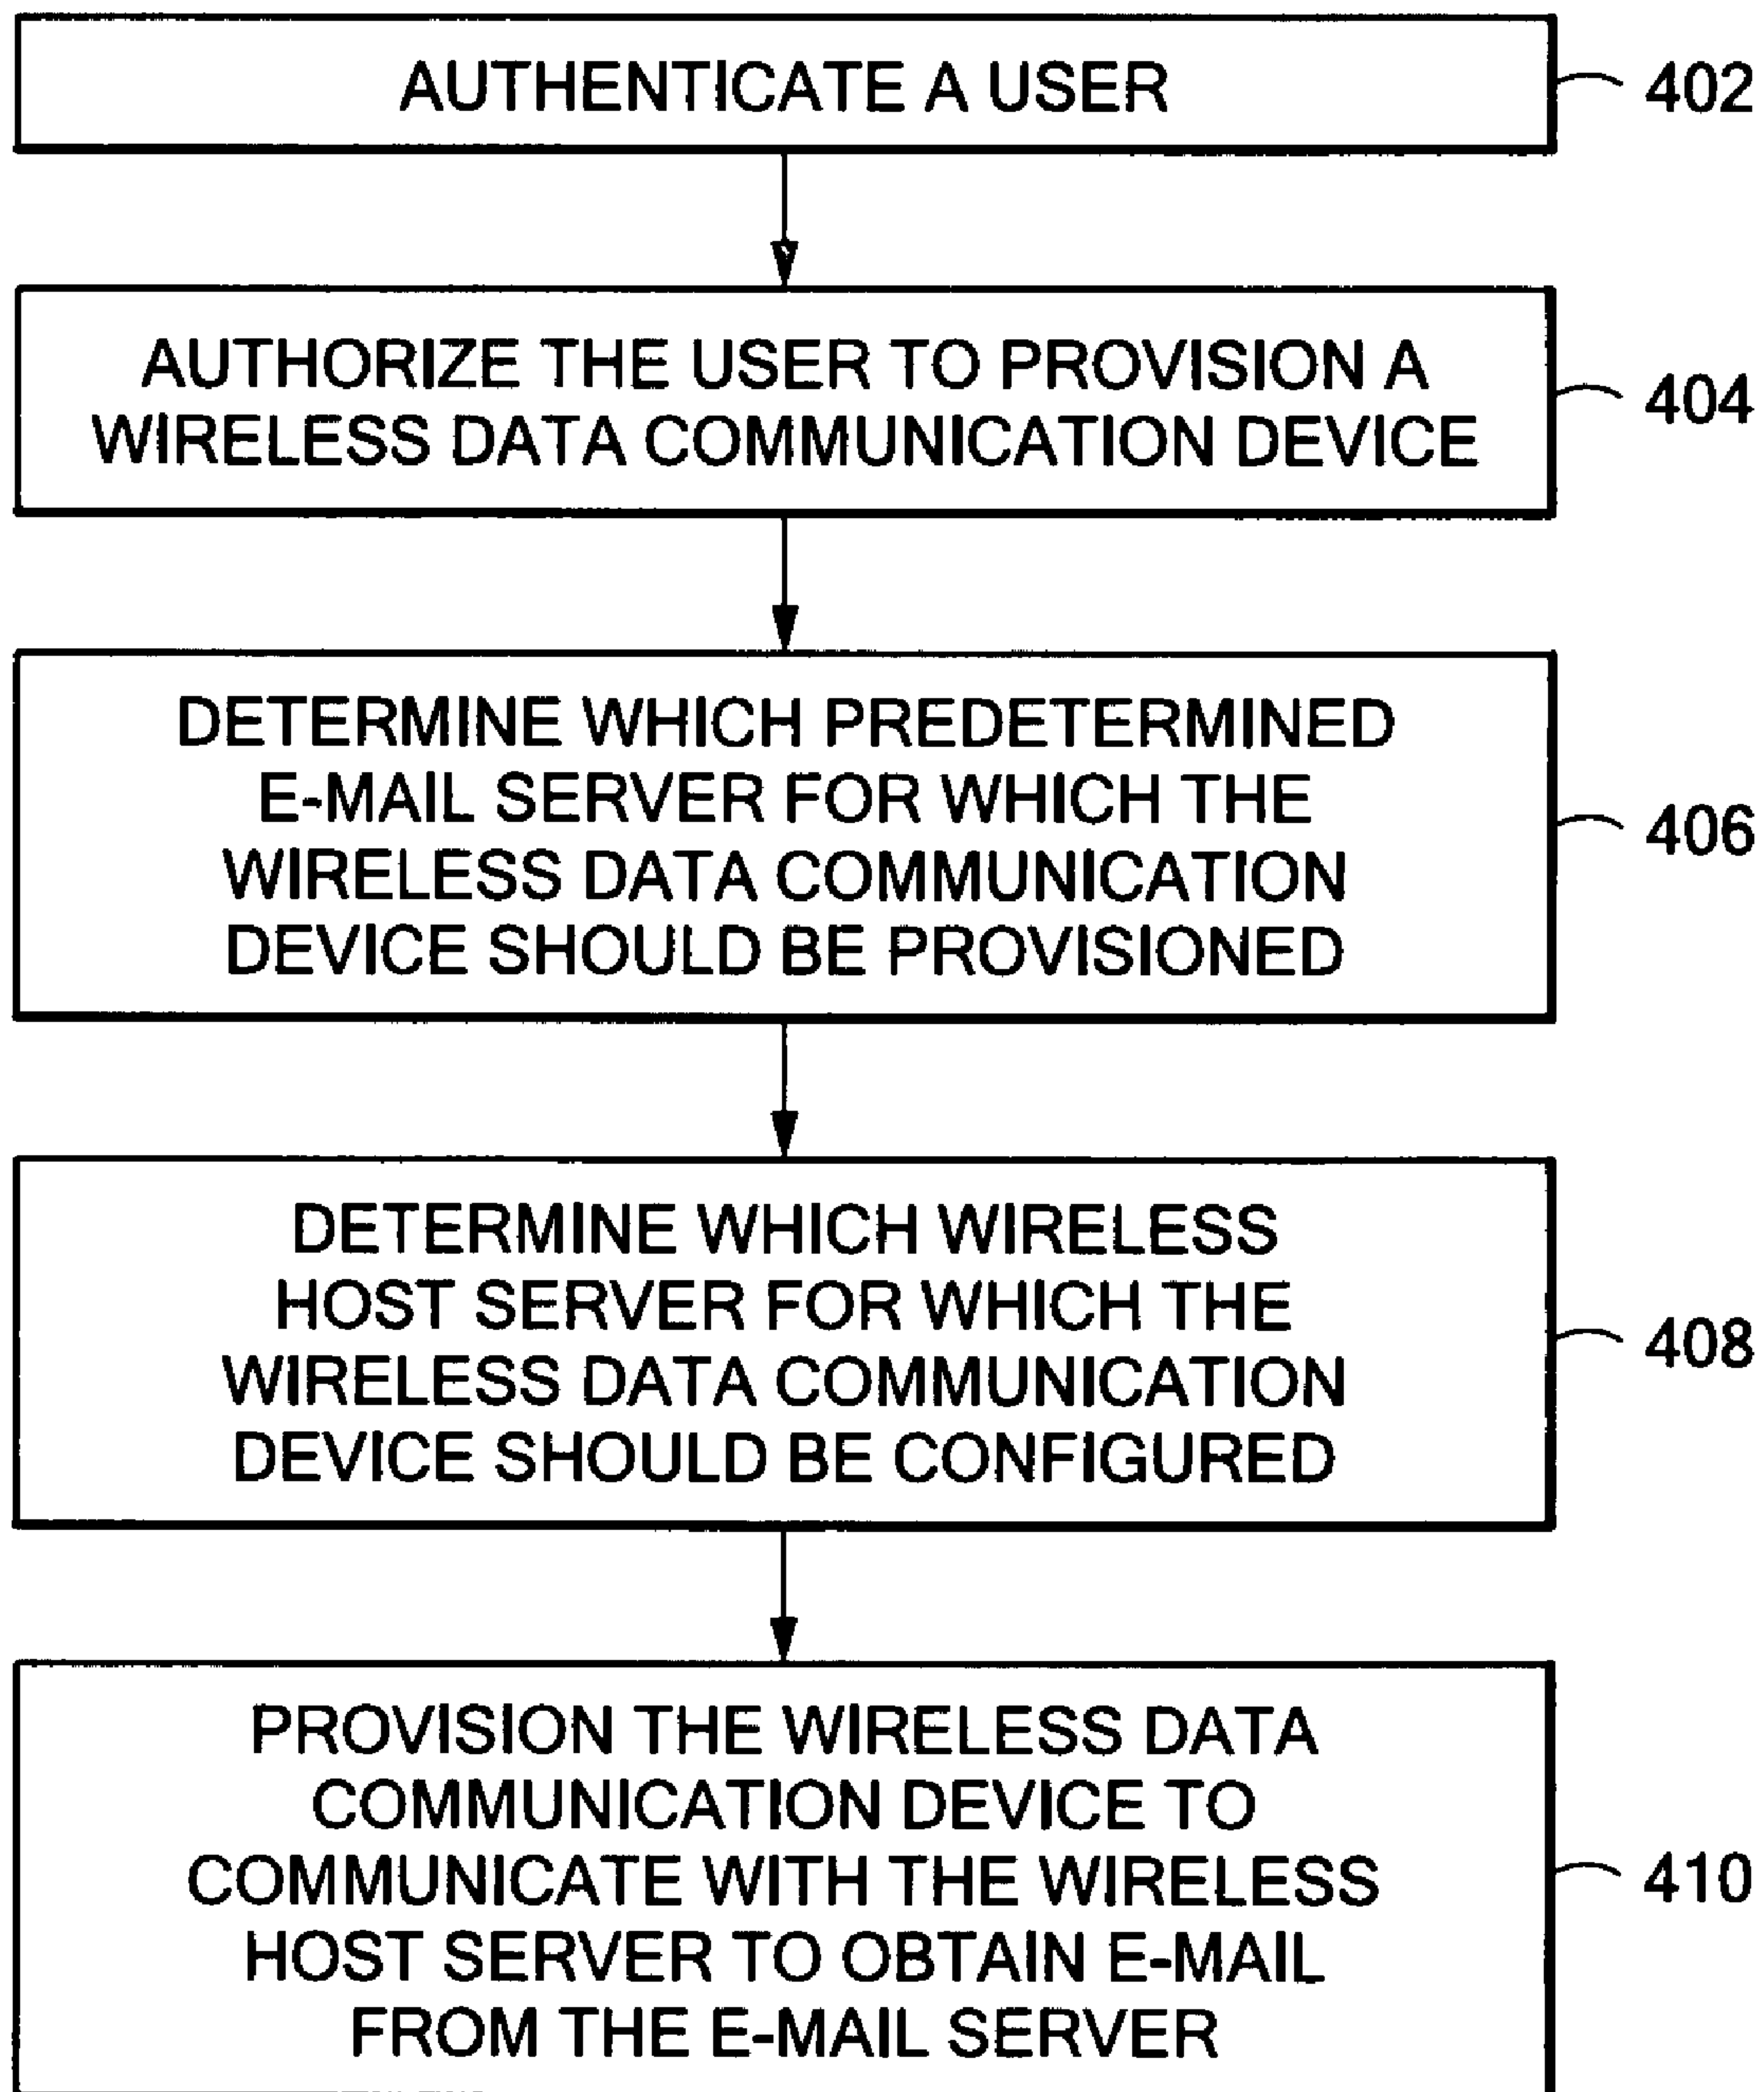 AUTHENTICATE A USER
402
AUTHORIZE THE USER TO PROVISION A
WIRELESS DATA COMMUNICATION DEVICE
404
DETERMINE WHICH PREDETERMINED
E-MAIL SERVER FOR WHICH THE
WIRELESS DATA COMMUNICATION
DEVICE SHOULD BE PROVISIONED
406
DETERMINE WHICH WIRELESS
HOST SERVER FOR WHICH THE
WIRELESS DATA COMMUNICATION
DEVICE SHOULD BE CONFIGURED
408
PROVISION THE WIRELESS DATA
COMMUNICATION DEVICE TO
COMMUNICATE WITH THE WIRELESS
HOST SERVER TO OBTAIN E-MAIL
FROM THE E-MAIL SERVER
410